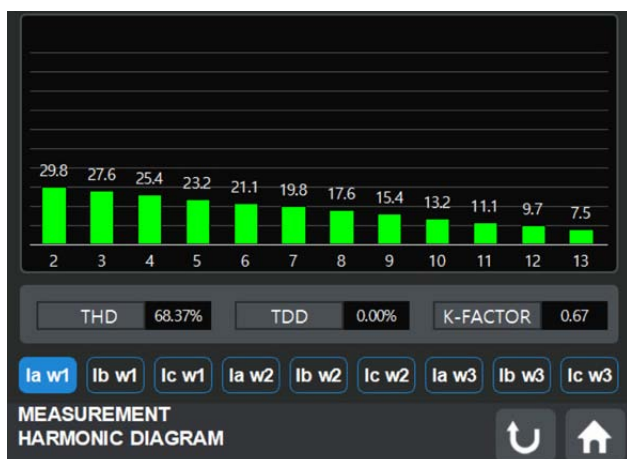 29.8 27.6 25.4 23.2 21.1 19.8 17.6 15.4 13.2 11.1 9.7 7.5
2 3 4 5 6 7 8 9 10 11 12 13
THD 68.37% TDD 0.00% K-FACTOR 0.67
Ia w1 Ib w1 Ic w1 Ia w2 Ib w2 Ic w2 Ia w3 Ib w3 Ic w3
MEASUREMENT
HARMONIC DIAGRAM